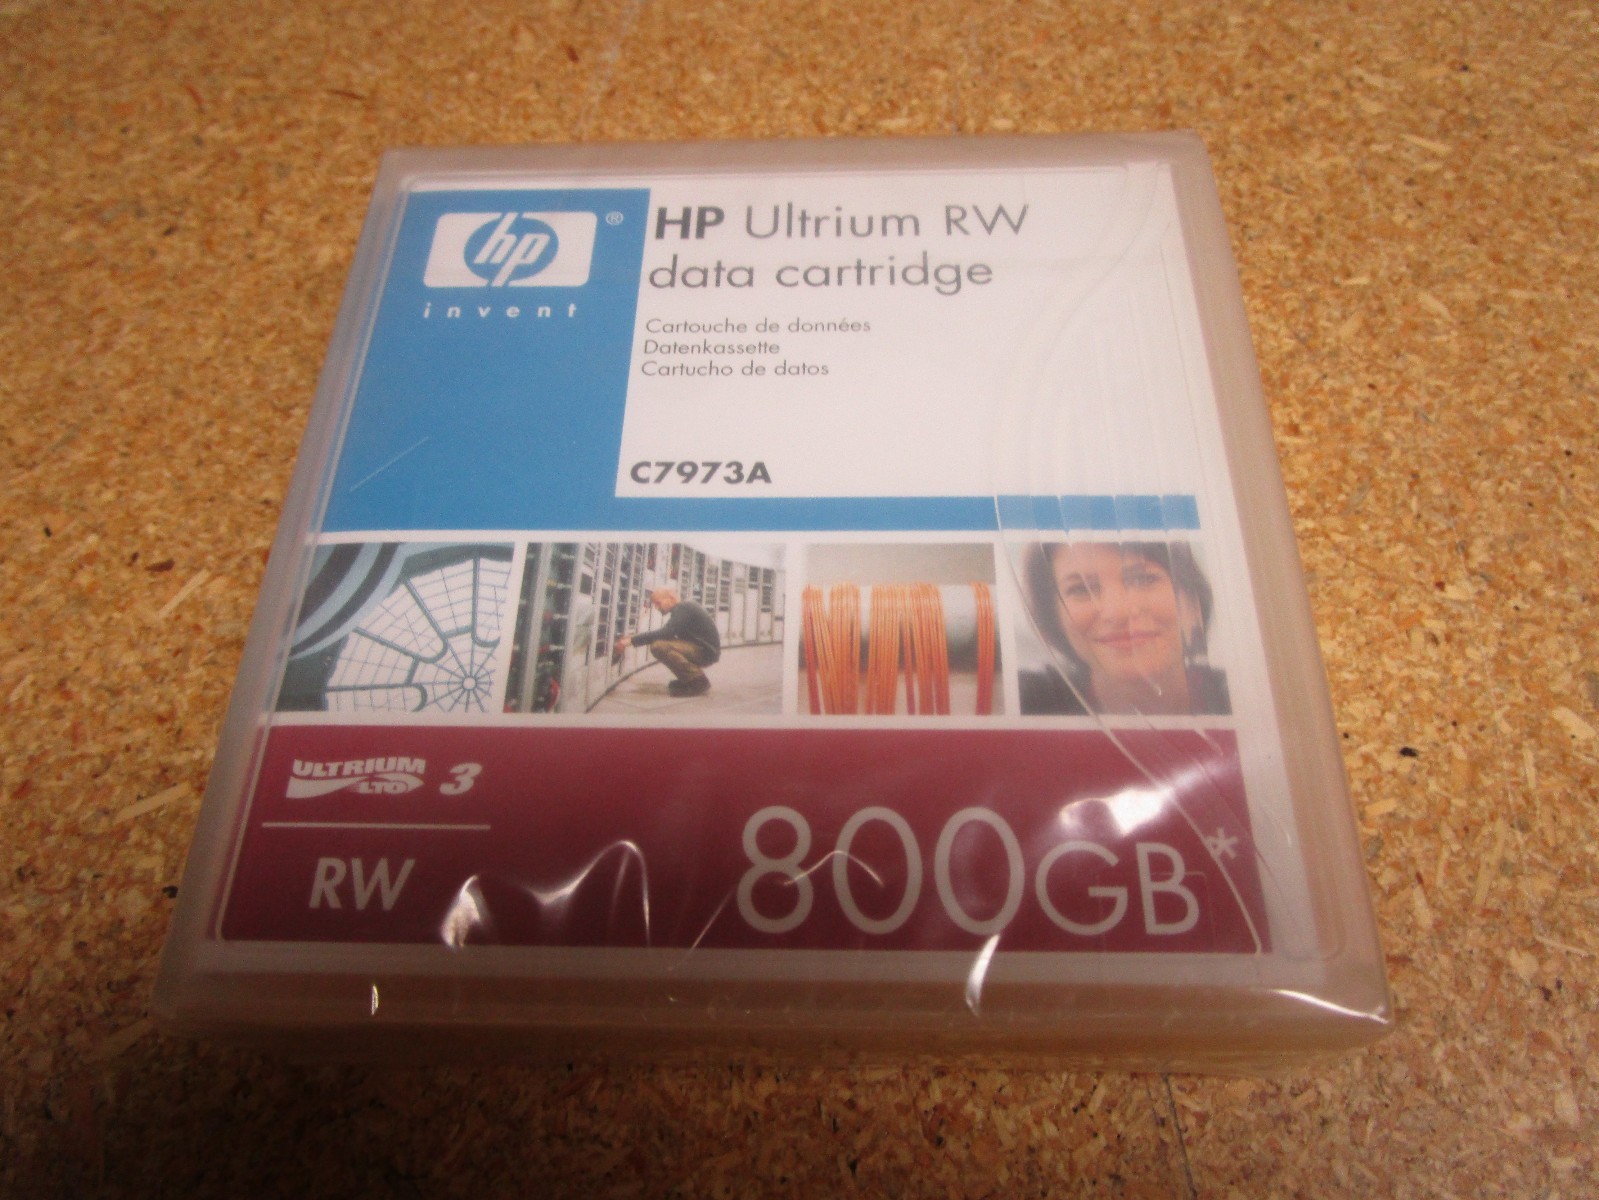 hp®
invent
HP Ultrium RW
data cartridge
Cartouche de données
Datenkassette
Cartucho de datos
C7973A
ULTRIUM
LTO 3
RW
800GB*